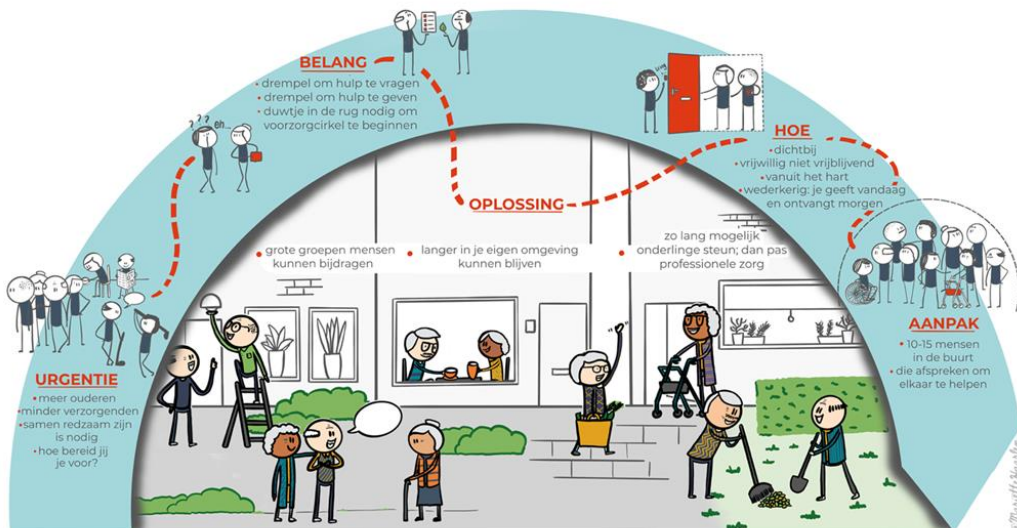 URGENTIE
• meer ouderen
• minder verzorgenden
• samen redzaam zijn
is nodig
• hoe bereid jij
je voor?
? ? ?
eh...
BELANG
• drempel om hulp te vragen
• drempel om hulp te geven
• duwtje in de rug nodig om
voorzorgcirkel te beginnen
OPLOSSING
• grote groepen mensen
kunnen bijdragen
• langer in je eigen omgeving
kunnen blijven
• zo lang mogelijk
onderlinge steun; dan pas
professionele zorg
HOE
• dichtbij
• vrijwillig niet vrijblijvend
• vanuit het hart
• wederkerig: je geeft vandaag
en ontvangt morgen
AANPAK
• 10-15 mensen
in de buurt
• die afspreken om
elkaar te helpen